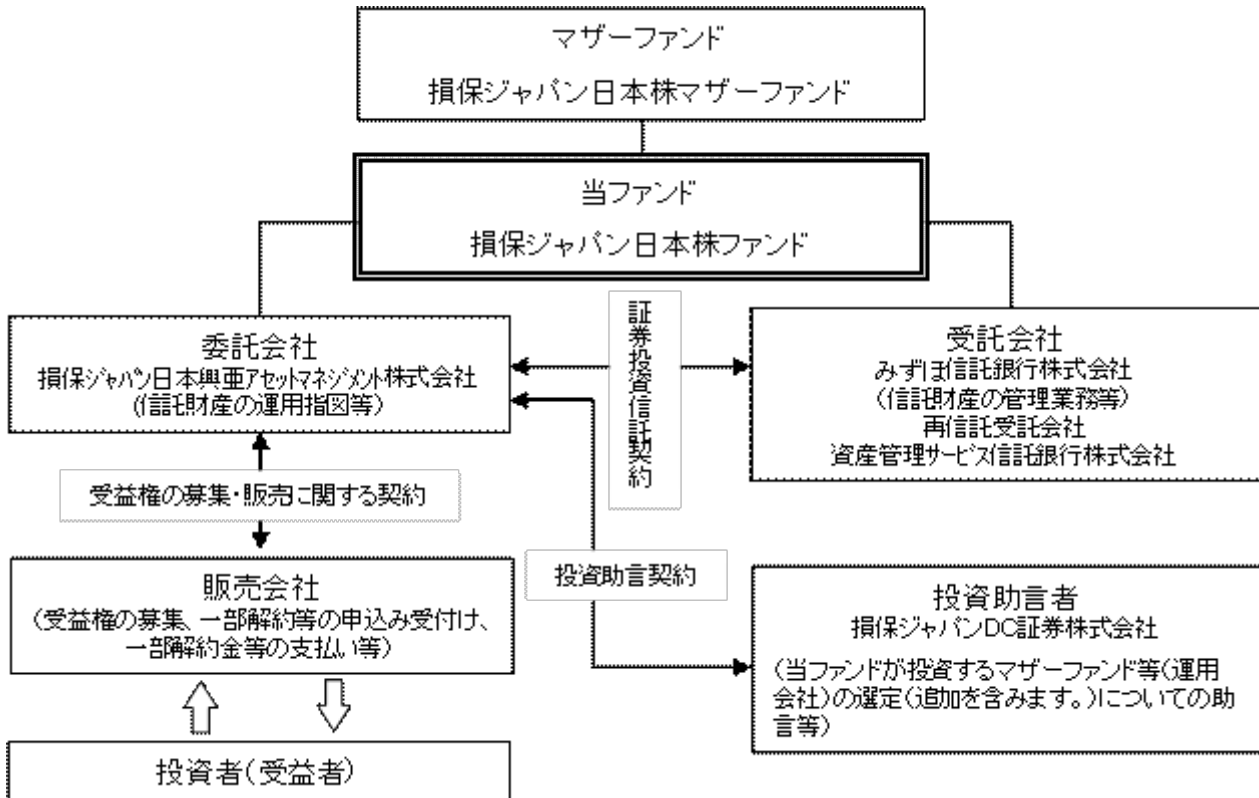 マザーファンド
損保ジャパン日本株マザーファンド
当ファンド
損保ジャパン日本株ファンド
委託会社
損保ジャパン日本興亜アセットマネジメント株式会社
(信託財産の運用指図等)
証券投資信託契約
受託会社
みずほ信託銀行株式会社
(信託財産の管理業務等)
再信託受託会社
資産管理サービス信託銀行株式会社
受益権の募集・販売に関する契約
投資助言契約
販売会社
(受益権の募集、一部解約等の申込み受付け、
一部解約金等の支払い等)
投資助言者
損保ジャパンDC証券株式会社
(当ファンドが投資するマザーファンド等(運用
会社)の選定(追加を含みます。)についての助
言等)
投資者(受益者)